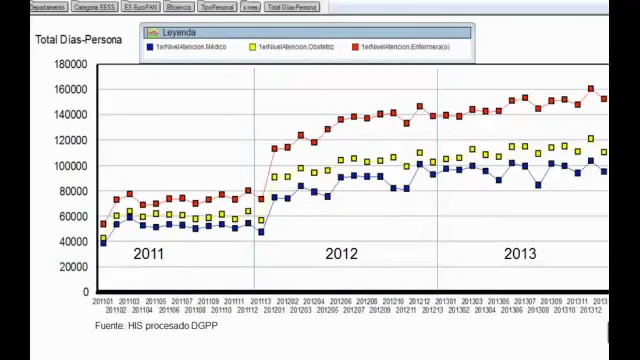 Departamento Categoria EESS ES EuroPAN Eficiencia TipoPersonal x mes Total Días-Persona
Leyenda
Total Días-Persona
1erNivelAtencion.Médico 1erNivelAtencion.Obstetriz 1erNivelAtencion.Enfermera(o)
180000
160000
140000
120000
100000
80000
60000
40000
20000
0
2011 2012 2013
201101 201103 201105 201107 201109 201111 201113 201202 201204 201206 201208 201210 201212 201301 201303 201305 201307 201309 201311 2013
201102 201104 201106 201108 201110 201112 201201 201203 201205 201207 201209 201211 201213 201302 201304 201306 201308 201310 201312
Fuente: HIS procesado DGPP